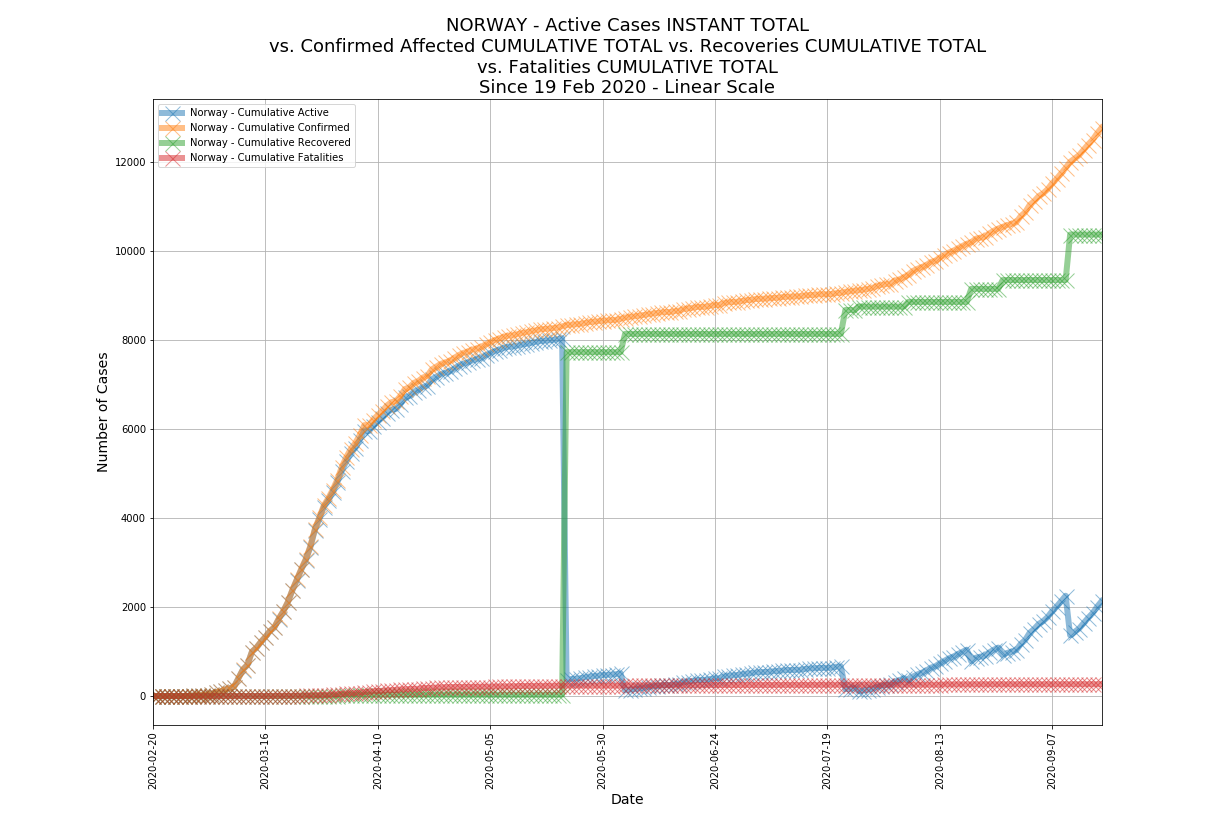 NORWAY - Active Cases INSTANT TOTAL
vs. Confirmed Affected CUMULATIVE TOTAL vs. Recoveries CUMULATIVE TOTAL
vs. Fatalities CUMULATIVE TOTAL
Since 19 Feb 2020 - Linear Scale
Norway - Cumulative Active
Norway - Cumulative Confirmed
Norway - Cumulative Recovered
Norway - Cumulative Fatalities
12000
10000
8000
6000
4000
2000
0
Number of Cases
2020-02-20
2020-03-16
2020-04-10
2020-05-05
2020-05-30
2020-06-24
2020-07-19
2020-08-13
2020-09-07
Date